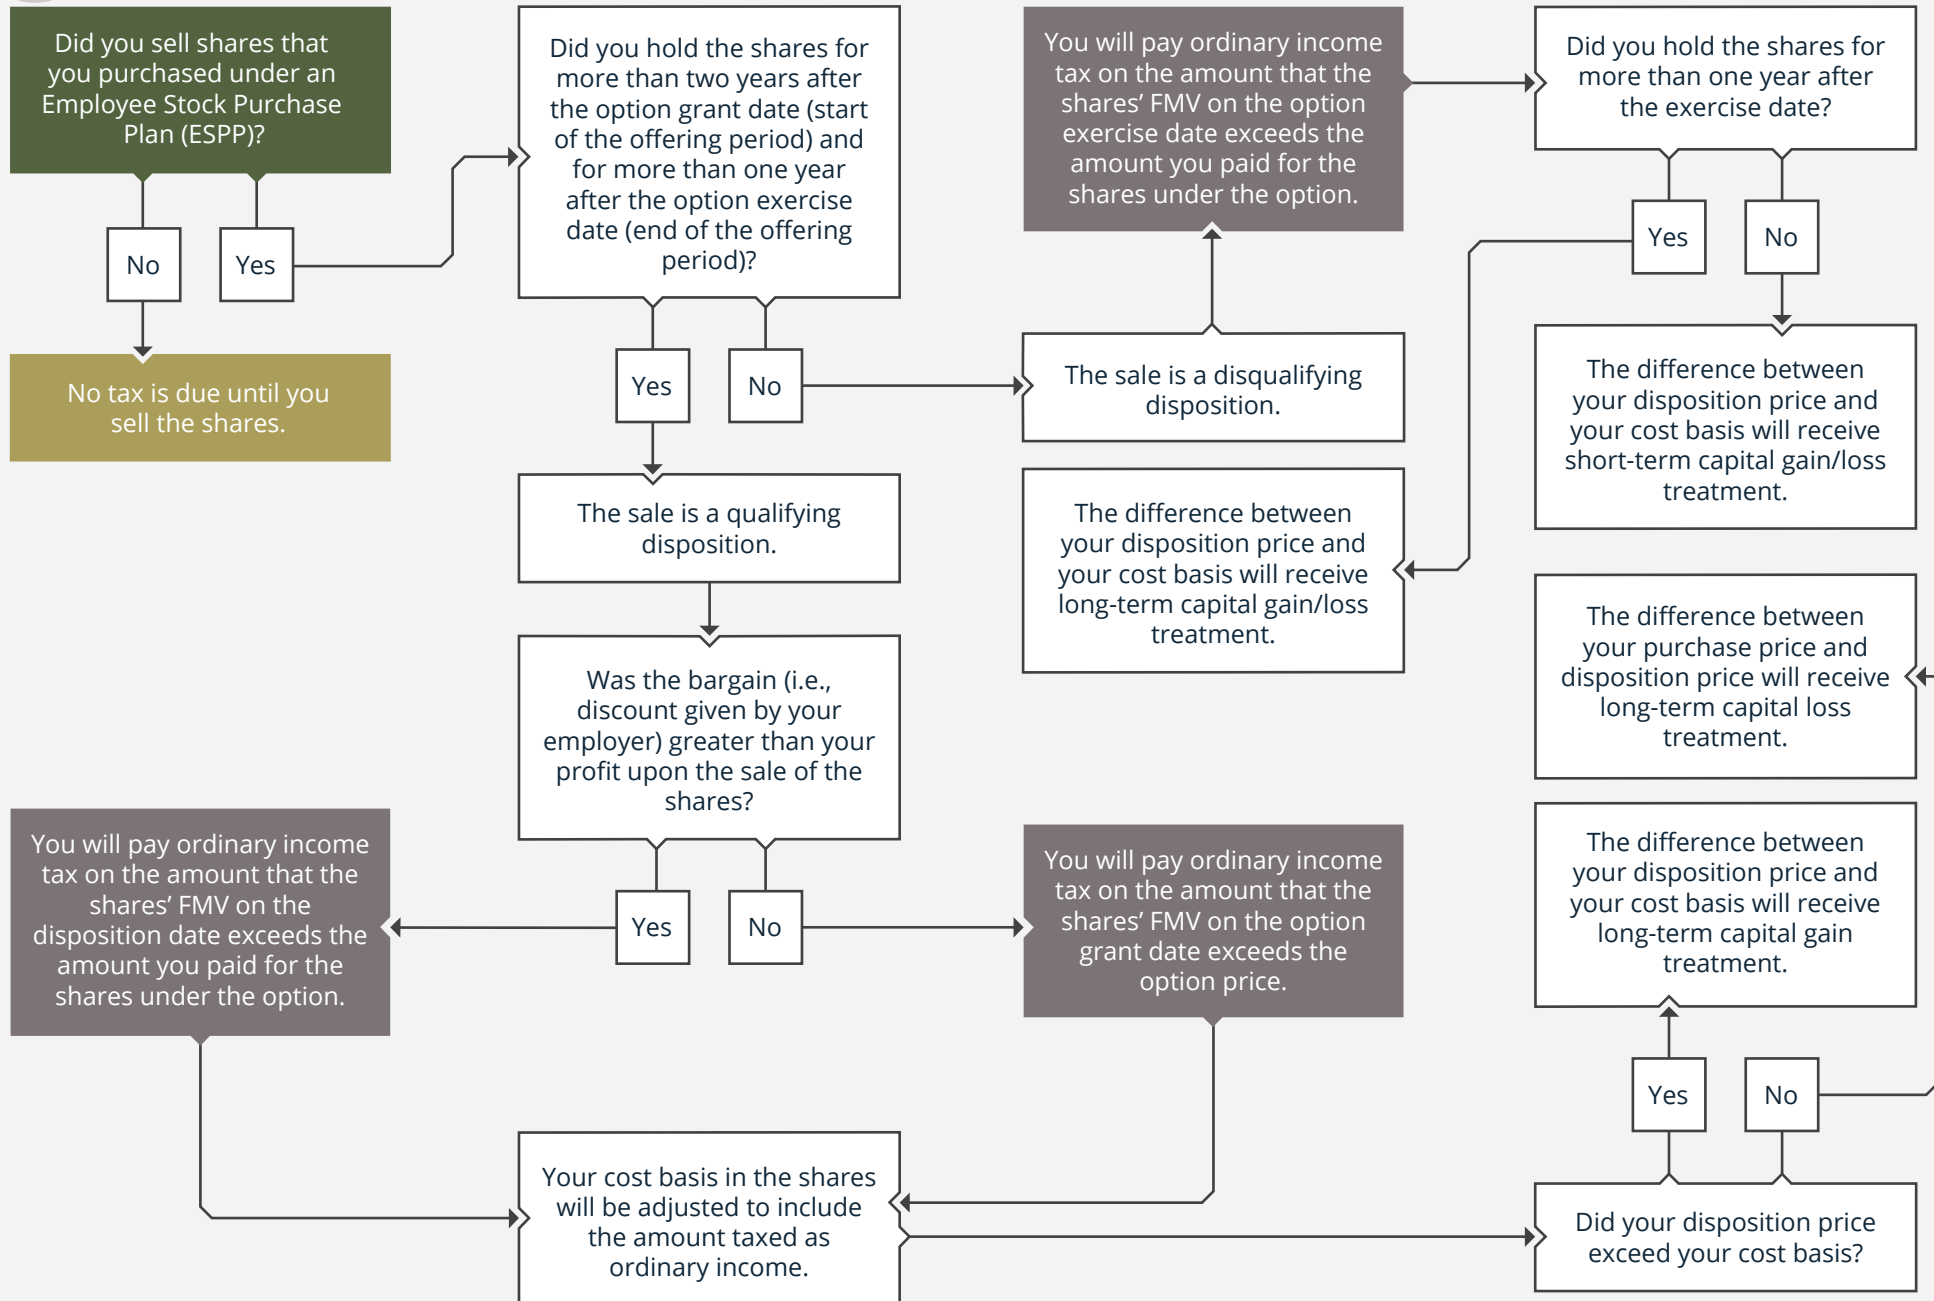 Did you sell shares that
you purchased under an
Employee Stock Purchase
Plan (ESPP)?
No
Yes
No tax is due until you
sell the shares.
Did you hold the shares for
more than two years after
the option grant date (start
of the offering period) and
for more than one year
after the option exercise
date (end of the offering
period)?
Yes
No
The sale is a disqualifying
disposition.
You will pay ordinary income
tax on the amount that the
shares’ FMV on the option
exercise date exceeds the
amount you paid for the
shares under the option.
Did you hold the shares for
more than one year after
the exercise date?
Yes
No
The difference between
your disposition price and
your cost basis will receive
short-term capital gain/loss
treatment.
The difference between
your disposition price and
your cost basis will receive
long-term capital gain/loss
treatment.
The sale is a qualifying
disposition.
Was the bargain (i.e.,
discount given by your
employer) greater than your
profit upon the sale of the
shares?
Yes
No
You will pay ordinary income
tax on the amount that the
shares’ FMV on the
disposition date exceeds the
amount you paid for the
shares under the option.
You will pay ordinary income
tax on the amount that the
shares’ FMV on the option
grant date exceeds the
option price.
Your cost basis in the shares
will be adjusted to include
the amount taxed as
ordinary income.
Did your disposition price
exceed your cost basis?
Yes
No
The difference between
your disposition price and
your cost basis will receive
long-term capital gain
treatment.
The difference between
your purchase price and
disposition price will receive
long-term capital loss
treatment.